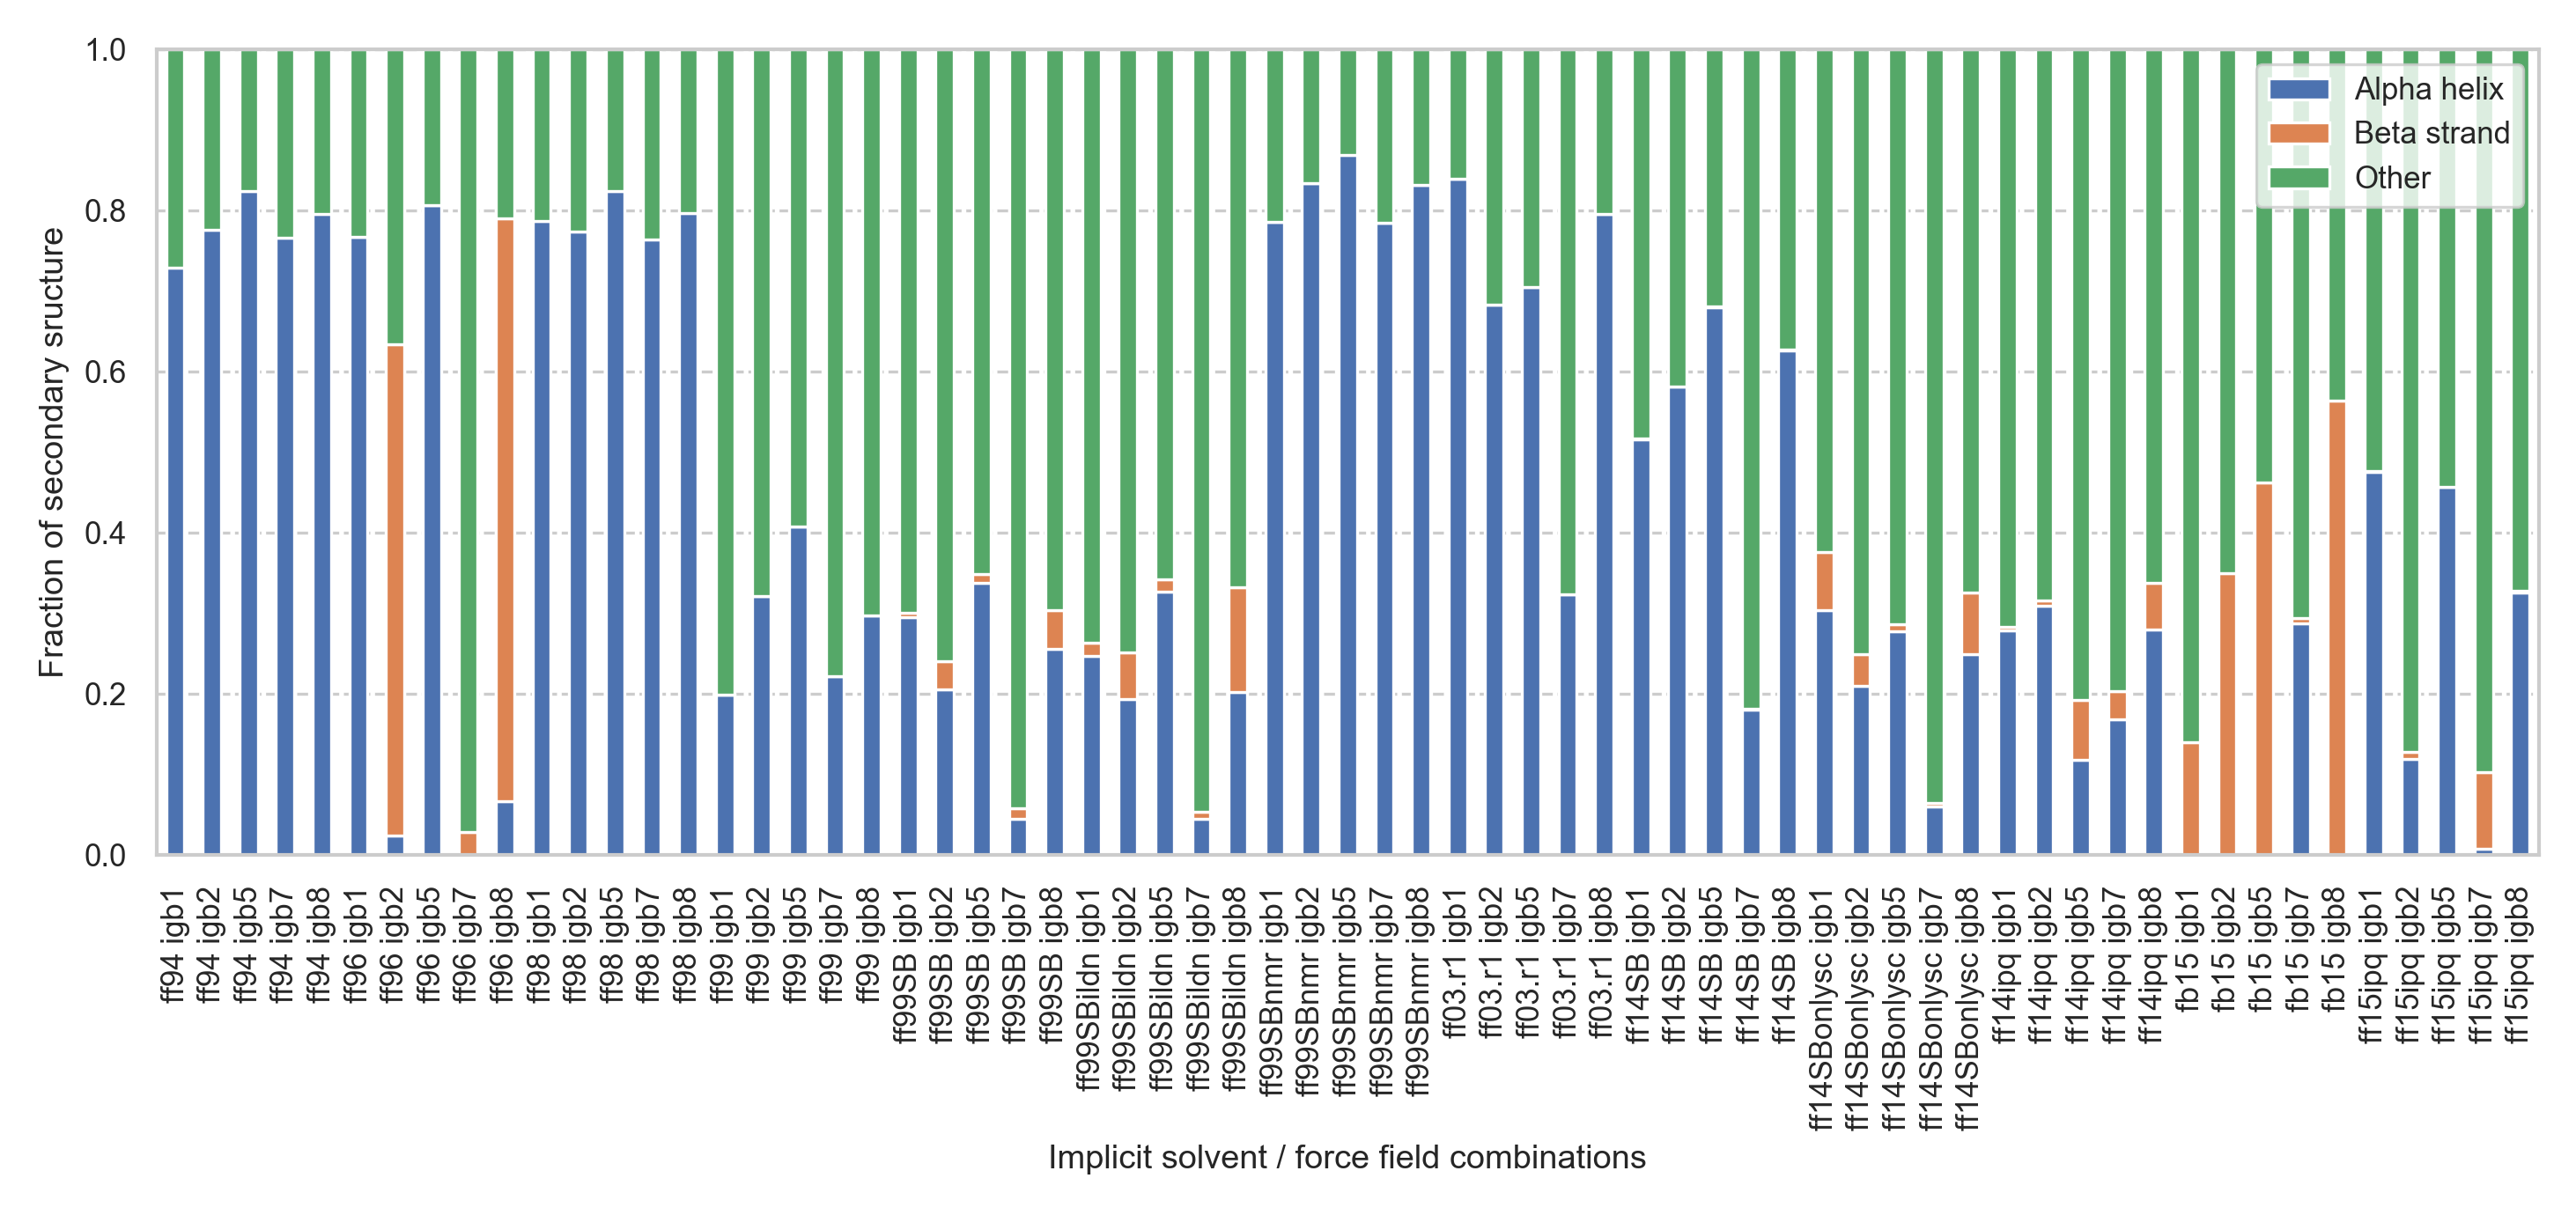 1.0
0.8
0.6
0.4
0.2
0.0
Fraction of secondary sructure
Alpha helix
Beta strand
Other
ff94 igb1
ff94 igb2
ff94 igb5
ff94 igb7
ff94 igb8
ff96 igb1
ff96 igb2
ff96 igb5
ff96 igb7
ff96 igb8
ff98 igb1
ff98 igb2
ff98 igb5
ff98 igb7
ff98 igb8
ff99 igb1
ff99 igb2
ff99 igb5
ff99 igb7
ff99 igb8
ff99SB igb1
ff99SB igb2
ff99SB igb5
ff99SB igb7
ff99SB igb8
ff99SBildn igb1
ff99SBildn igb2
ff99SBildn igb5
ff99SBildn igb7
ff99SBildn igb8
ff99SBnmr igb1
ff99SBnmr igb2
ff99SBnmr igb5
ff99SBnmr igb7
ff99SBnmr igb8
ff03.r1 igb1
ff03.r1 igb2
ff03.r1 igb5
ff03.r1 igb7
ff03.r1 igb8
ff14SB igb1
ff14SB igb2
ff14SB igb5
ff14SB igb7
ff14SB igb8
ff14SBonlysc igb1
ff14SBonlysc igb2
ff14SBonlysc igb5
ff14SBonlysc igb7
ff14SBonlysc igb8
ff14ipq igb1
ff14ipq igb2
ff14ipq igb5
ff14ipq igb7
ff14ipq igb8
fb15 igb1
fb15 igb2
fb15 igb5
fb15 igb7
fb15 igb8
ff15ipq igb1
ff15ipq igb2
ff15ipq igb5
ff15ipq igb7
ff15ipq igb8
Implicit solvent / force field combinations